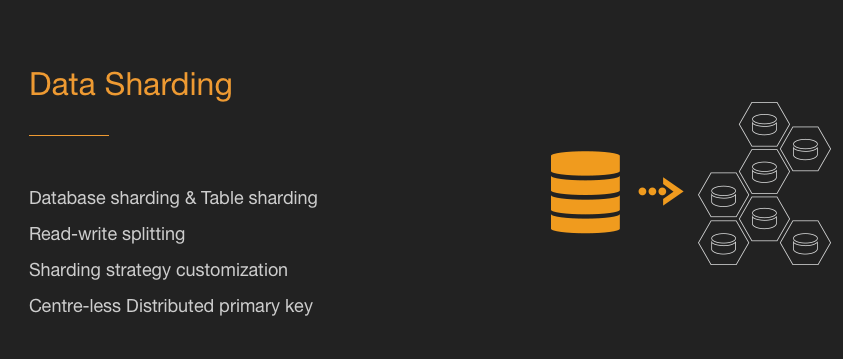 Data Sharding
Database sharding & Table sharding
Read-write splitting
Sharding strategy customization
Centre-less Distributed primary key